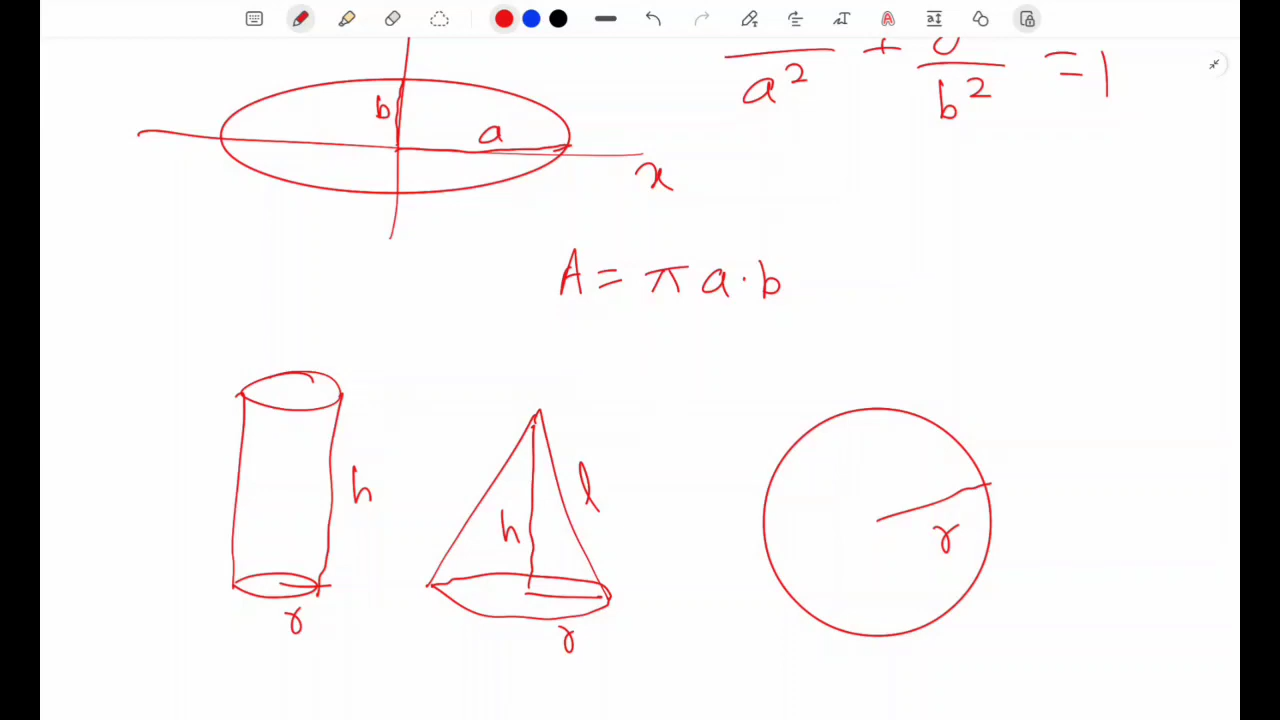 a² + b² = 1
b
a
x
A = π a · b
h
l
h
r
r
r